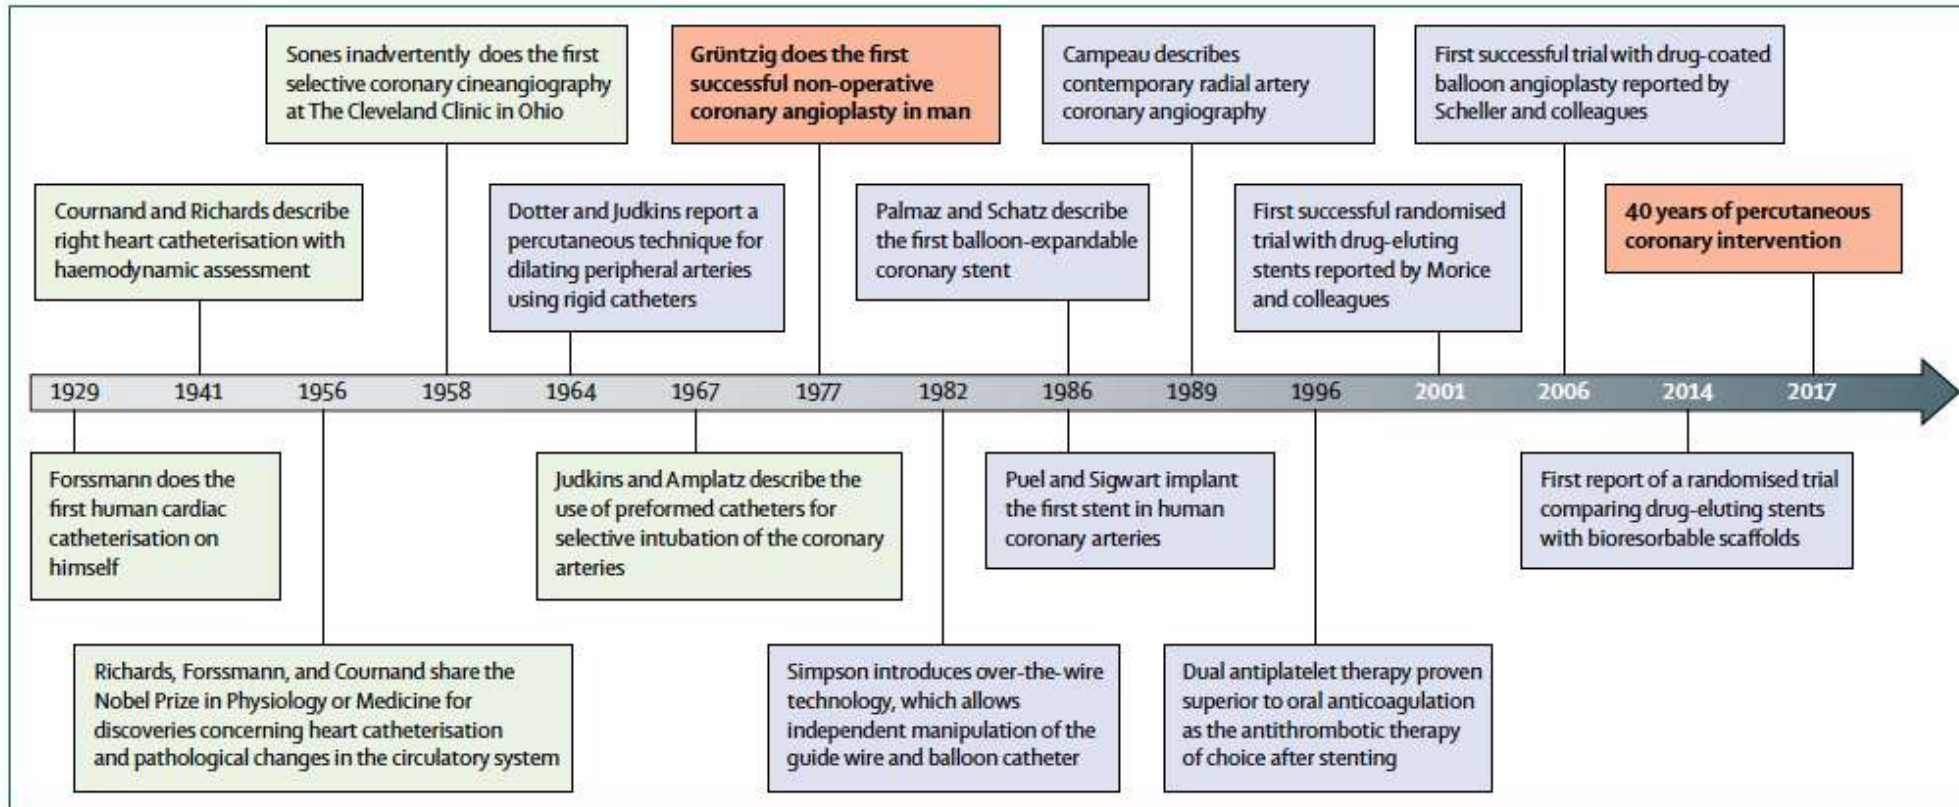 Sones inadvertently does the first
selective coronary cineangiography
at The Cleveland Clinic in Ohio
Grüntzig does the first
successful non-operative
coronary angioplasty in man
Campeau describes
contemporary radial artery
coronary angiography
First successful trial with drug-coated
balloon angioplasty reported by
Scheller and colleagues
Cournand and Richards describe
right heart catheterisation with
haemodynamic assessment
Dotter and Judkins report a
percutaneous technique for
dilating peripheral arteries
using rigid catheters
Palmaz and Schatz describe
the first balloon-expandable
coronary stent
First successful randomised
trial with drug-eluting
stents reported by Morice
and colleagues
40 years of percutaneous
coronary intervention
1929 1941 1956 1958 1964 1967 1977 1982 1986 1989 1996 2001 2006 2014 2017
Forssmann does the
first human cardiac
catheterisation on
himself
Judkins and Amplatz describe the
use of preformed catheters for
selective intubation of the coronary
arteries
Puel and Sigwart implant
the first stent in human
coronary arteries
First report of a randomised trial
comparing drug-eluting stents
with bioresorbable scaffolds
Richards, Forssmann, and Cournand share the
Nobel Prize in Physiology or Medicine for
discoveries concerning heart catheterisation
and pathological changes in the circulatory system
Simpson introduces over-the-wire
technology, which allows
independent manipulation of the
guide wire and balloon catheter
Dual antiplatelet therapy proven
superior to oral anticoagulation
as the antithrombotic therapy
of choice after stenting